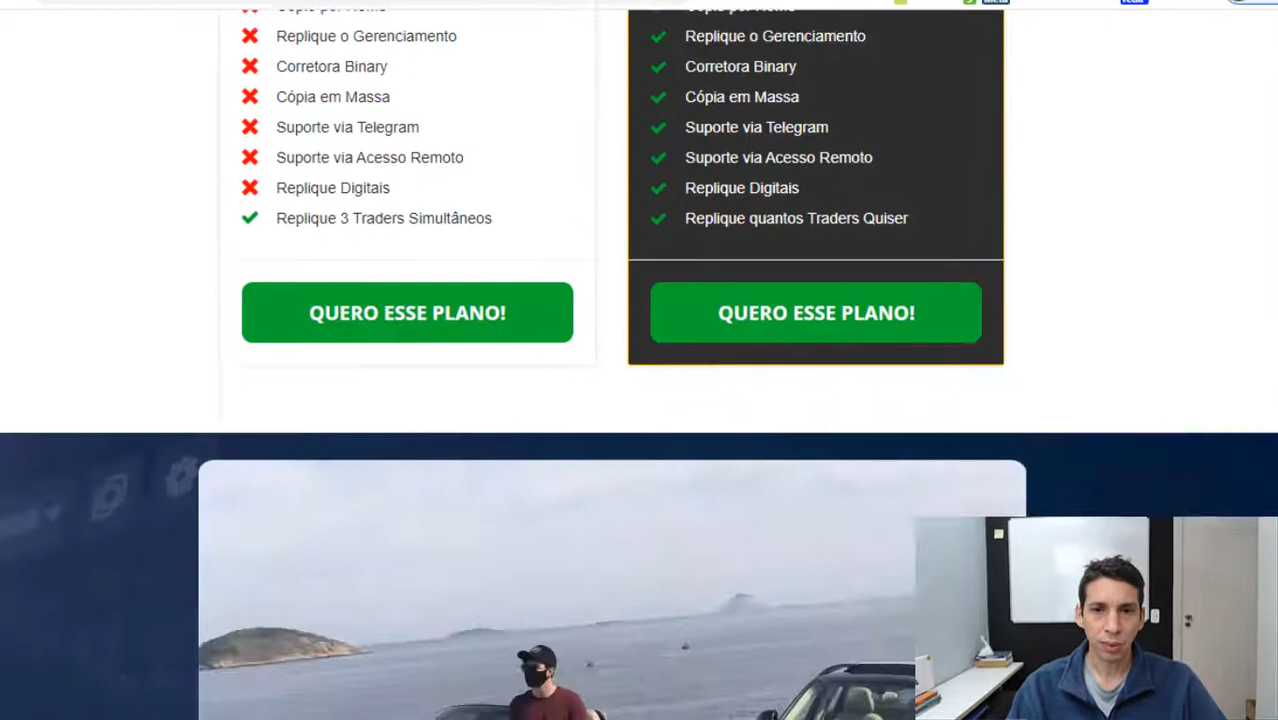 Replique o Gerenciamento
Corretora Binary
Cópia em Massa
Suporte via Telegram
Suporte via Acesso Remoto
Replique Digitais
Replique 3 Traders Simultâneos
QUERO ESSE PLANO!
Replique o Gerenciamento
Corretora Binary
Cópia em Massa
Suporte via Telegram
Suporte via Acesso Remoto
Replique Digitais
Replique quantos Traders Quiser
QUERO ESSE PLANO!